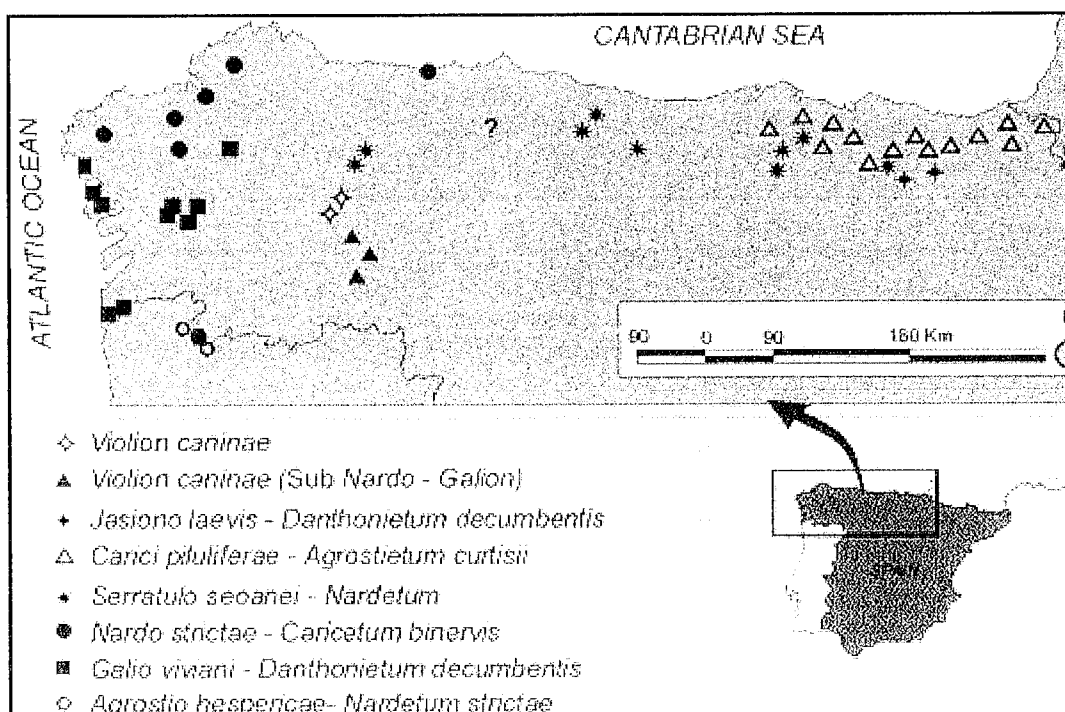 CANTABRIAN SEA
ATLANTIC OCEAN
?
90 0 90 180 Km
Violion caninae
Violion caninae (Sub Nardo - Galion)
Jasiono laevis - Danthonietum decumbentis
Carici piluliferae - Agrostietum curtisii
Serratulo seoanei - Nardetum
Nardo strictae - Caricetum binervis
Galio viviani - Danthonietum decumbentis
Agrostio hespericae- Nardetum strictae
SPAIN